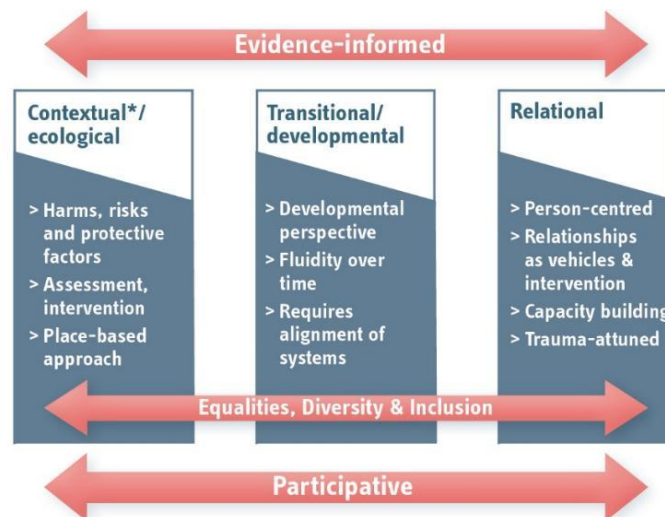 Evidence-informed
Contextual*/
ecological
> Harms, risks
and protective
factors
> Assessment,
intervention
> Place-based
approach
Transitional/
developmental
> Developmental
perspective
> Fluidity over
time
> Requires
alignment of
systems
Relational
> Person-centred
> Relationships
as vehicles &
intervention
> Capacity building
> Trauma-attuned
Equalities, Diversity & Inclusion
Participative